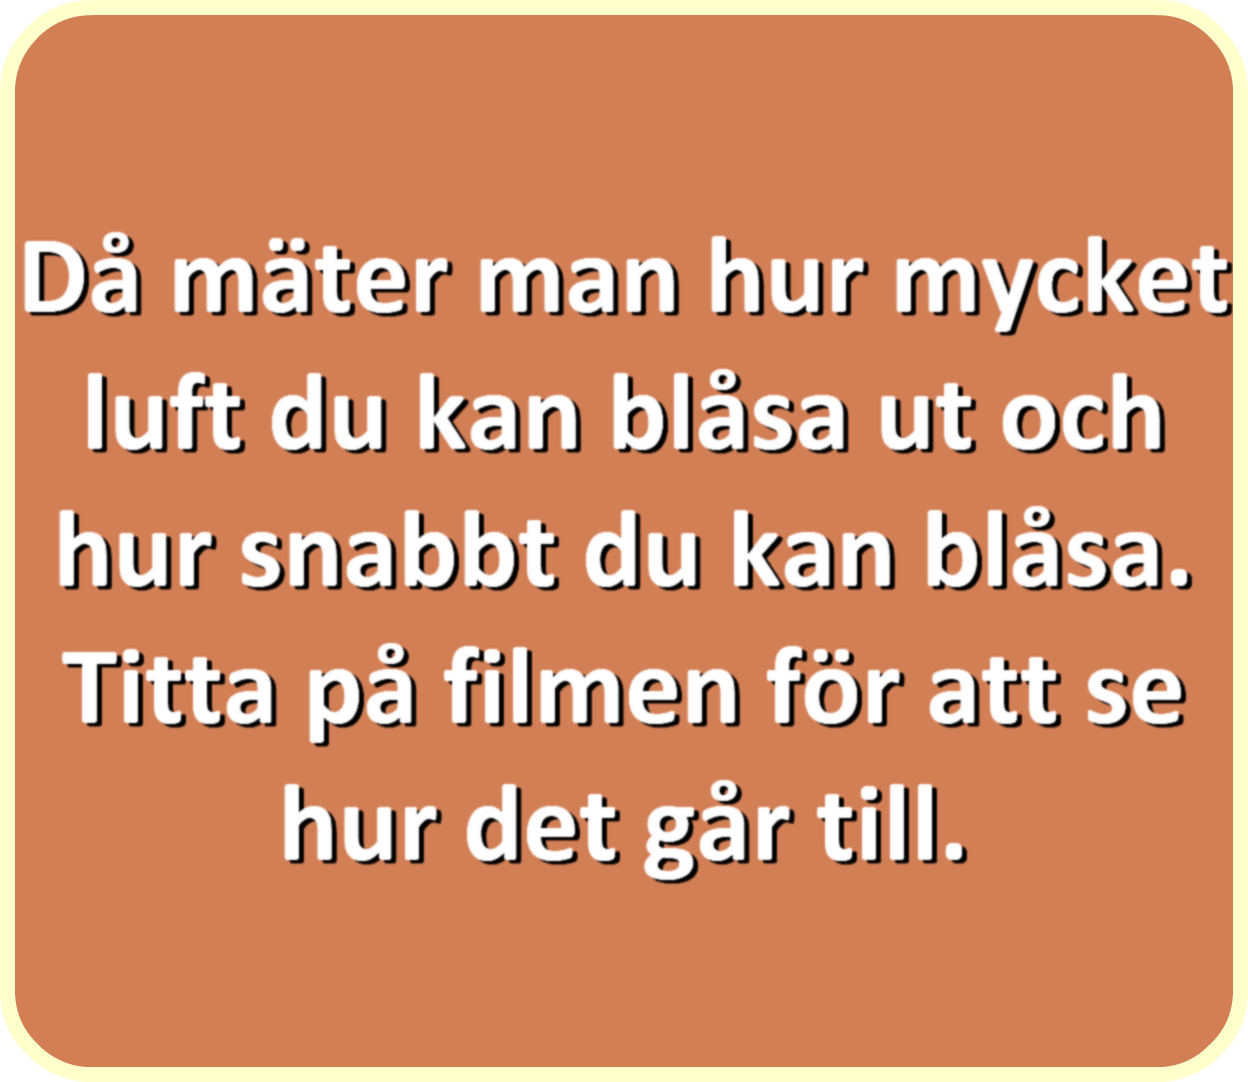 Då mäter man hur mycket
luft du kan blåsa ut och
hur snabbt du kan blåsa.
Titta på filmen för att se
hur det går till.